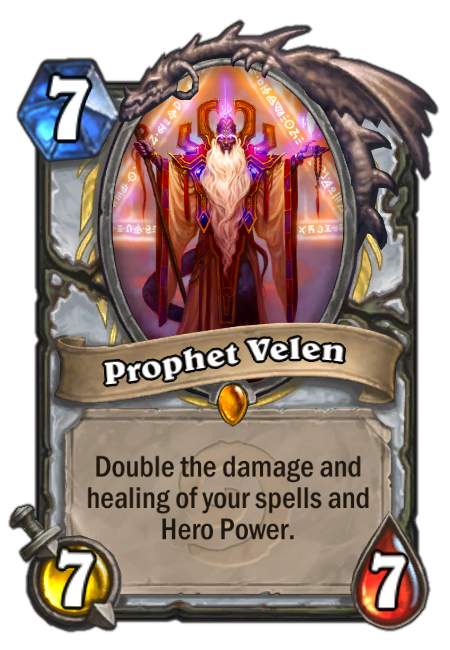 7
Prophet Velen
Double the damage and
healing of your spells and
Hero Power.
7
7